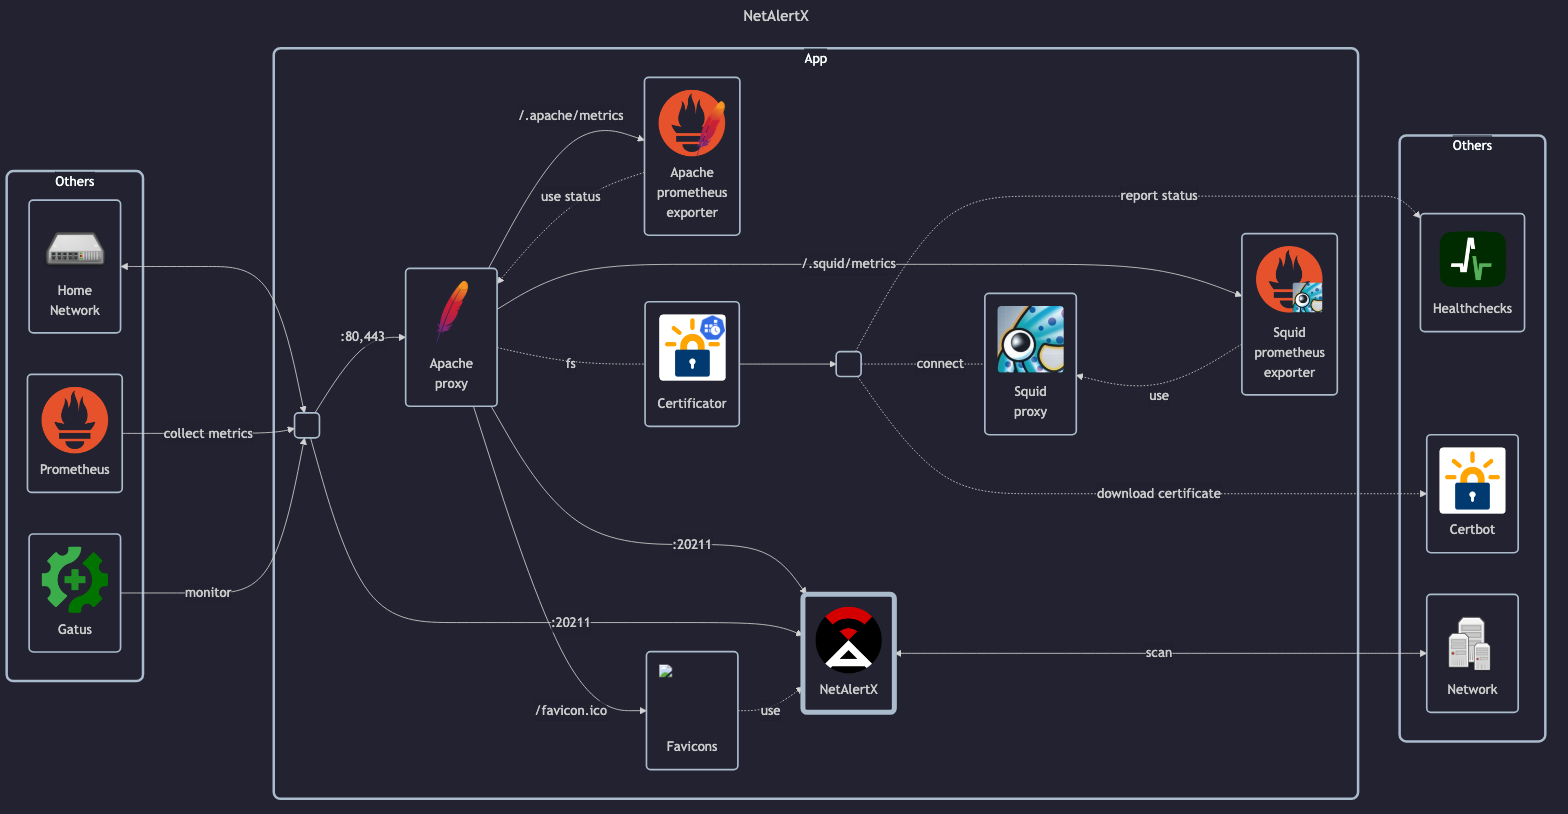 NetAlertX
App
Others
Home
Network
Prometheus
Gatus
collect metrics
monitor
:80,443
Apache
proxy
/.apache/metrics
use status
Apache
prometheus
exporter
/.squid/metrics
fs
Certificator
connect
Squid
proxy
use
Squid
prometheus
exporter
report status
download certificate
:20211
:20211
/favicon.ico
Favicons
use
NetAlertX
scan
Others
Healthchecks
Certbot
Network